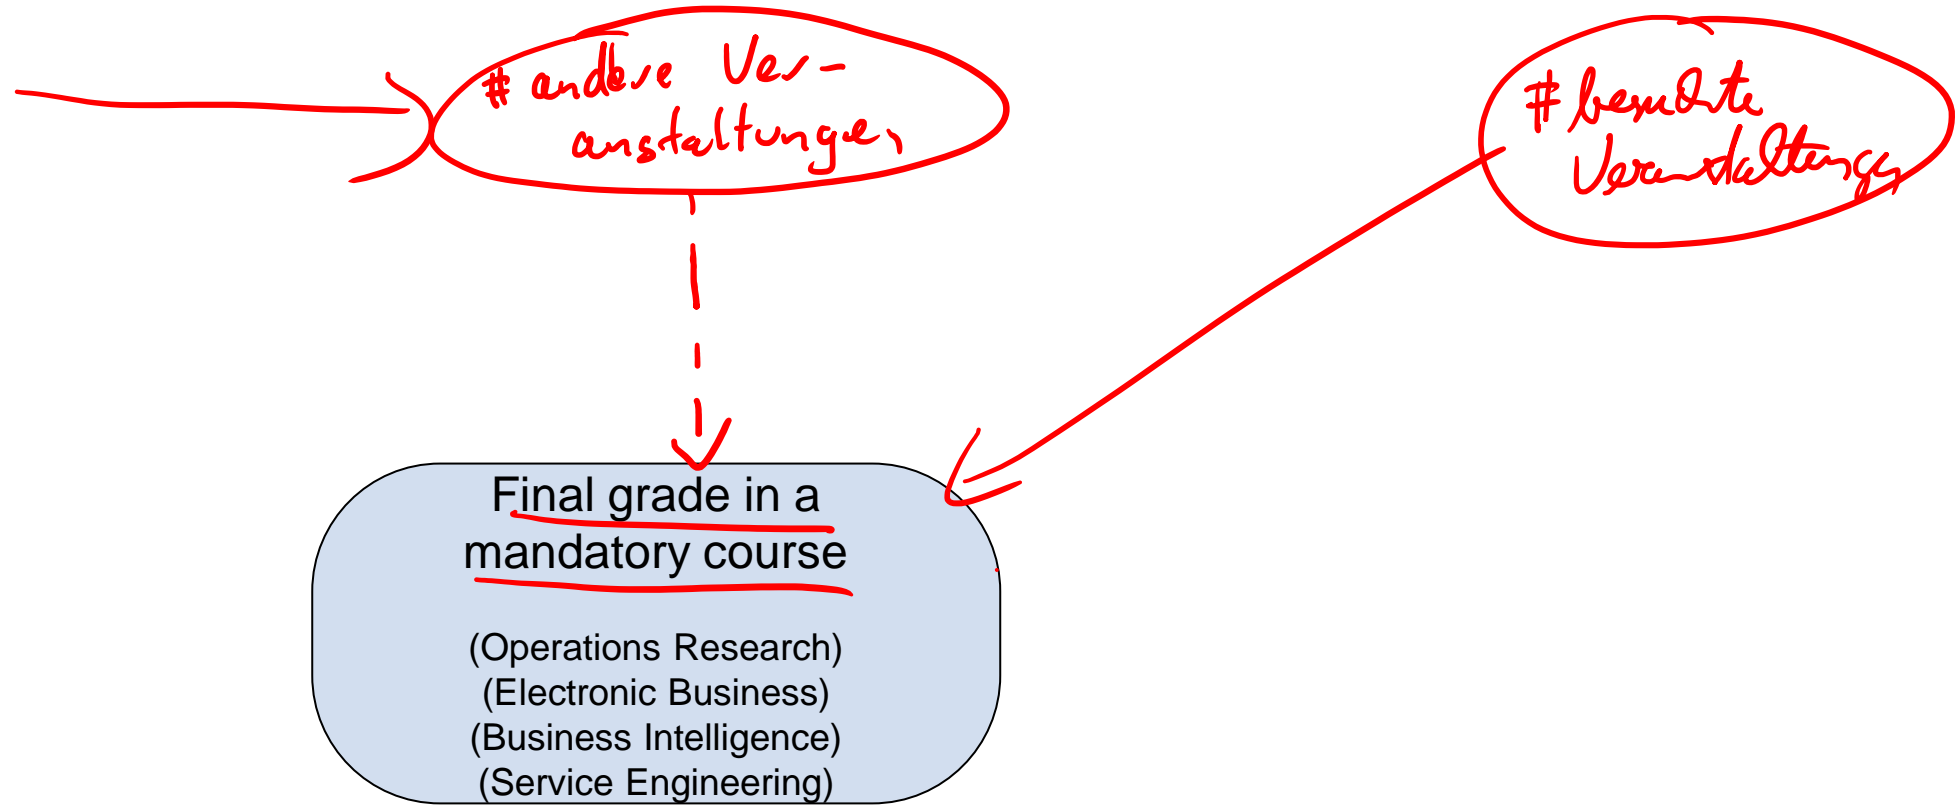 # andere Ver-
anstaltungen
# besuchte
Veranstaltungen
Final grade in a
mandatory course
(Operations Research)
(Electronic Business)
(Business Intelligence)
(Service Engineering)